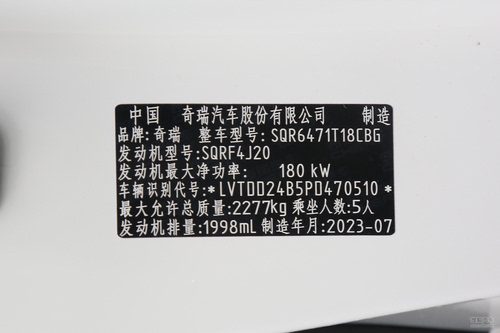 中国 奇瑞汽车股份有限公司 制造
品牌:奇瑞 整车型号:SQR6471T18CBG
发动机型号:SQRF4J20
发动机最大净功率: 180 kW
车辆识别代号:*LVTDD24B5PD470510*
最大允许总质量:2277kg 乘坐人数:5人
发动机排量:1998mL 制造年月:2023-07